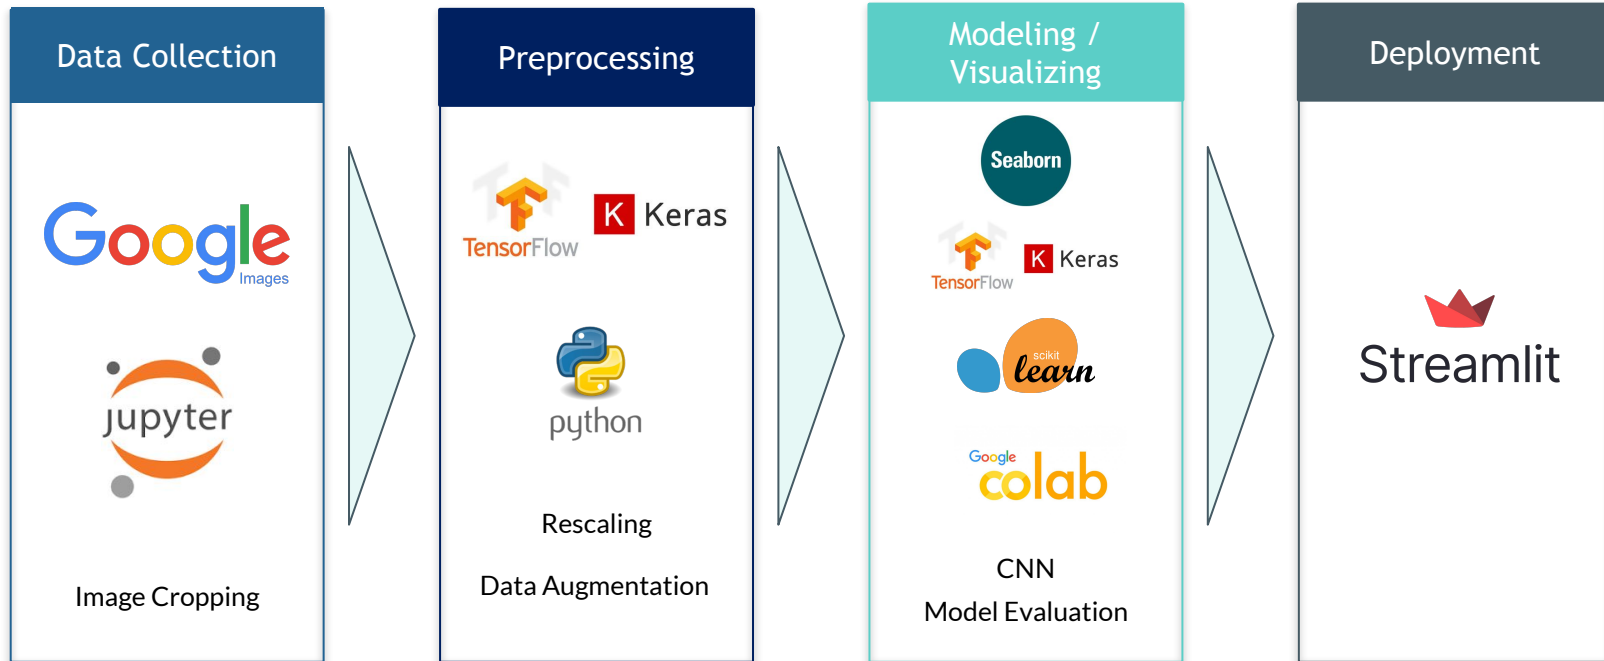 Data Collection
Google
Images
jupyter
Image Cropping
Preprocessing
TensorFlow
K Keras
python
Rescaling
Data Augmentation
Modeling /
Visualizing
Seaborn
TensorFlow
K Keras
scikit
learn
Google
colab
CNN
Model Evaluation
Deployment
Streamlit